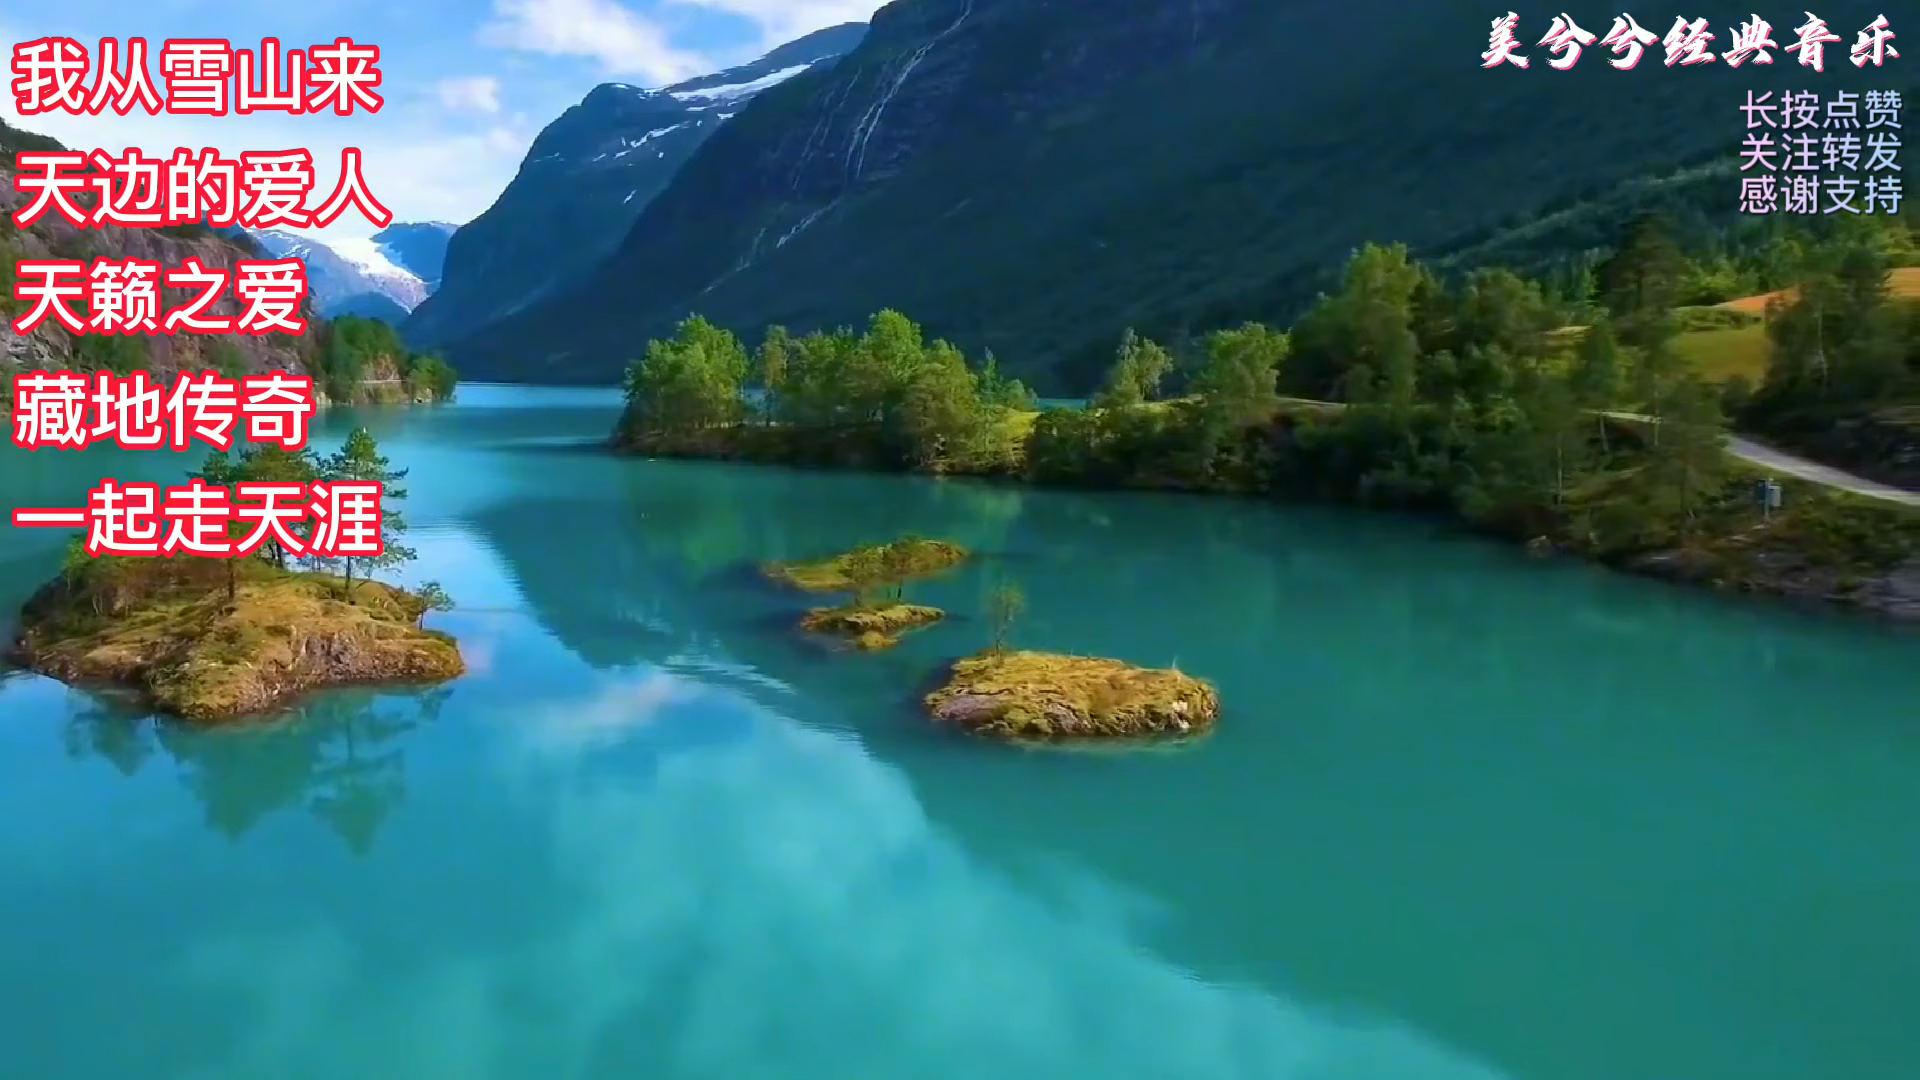 我从雪山来
天边的爱人
天籁之爱
藏地传奇
一起走天涯
美兮兮经典音乐
长按点赞
关注转发
感谢支持